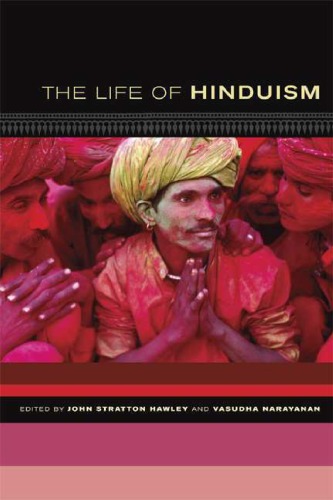 THE LIFE OF HINDUISM
EDITED BY JOHN STRATTON HAWLEY AND VASUDHA NARAYANAN